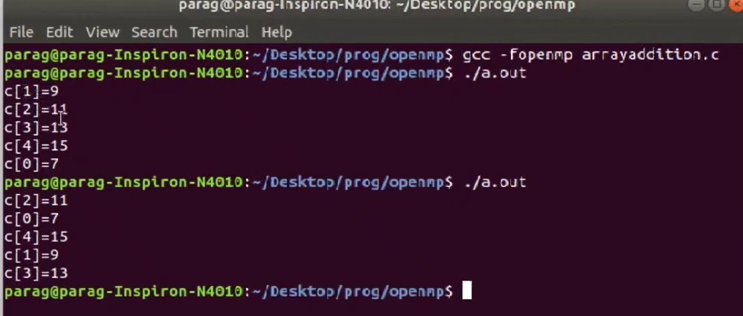 parag@parag-Inspiron-N4010: ~/Desktop/prog/openmp
File Edit View Search Terminal Help
parag@parag-Inspiron-N4010:~/Desktop/prog/openmp$ gcc -fopenmp arrayaddition.c
parag@parag-Inspiron-N4010:~/Desktop/prog/openmp$ ./a.out
c[1]=9
c[2]=11
c[3]=13
c[4]=15
c[0]=7
parag@parag-Inspiron-N4010:~/Desktop/prog/openmp$ ./a.out
c[2]=11
c[0]=7
c[4]=15
c[1]=9
c[3]=13
parag@parag-Inspiron-N4010:~/Desktop/prog/openmp$